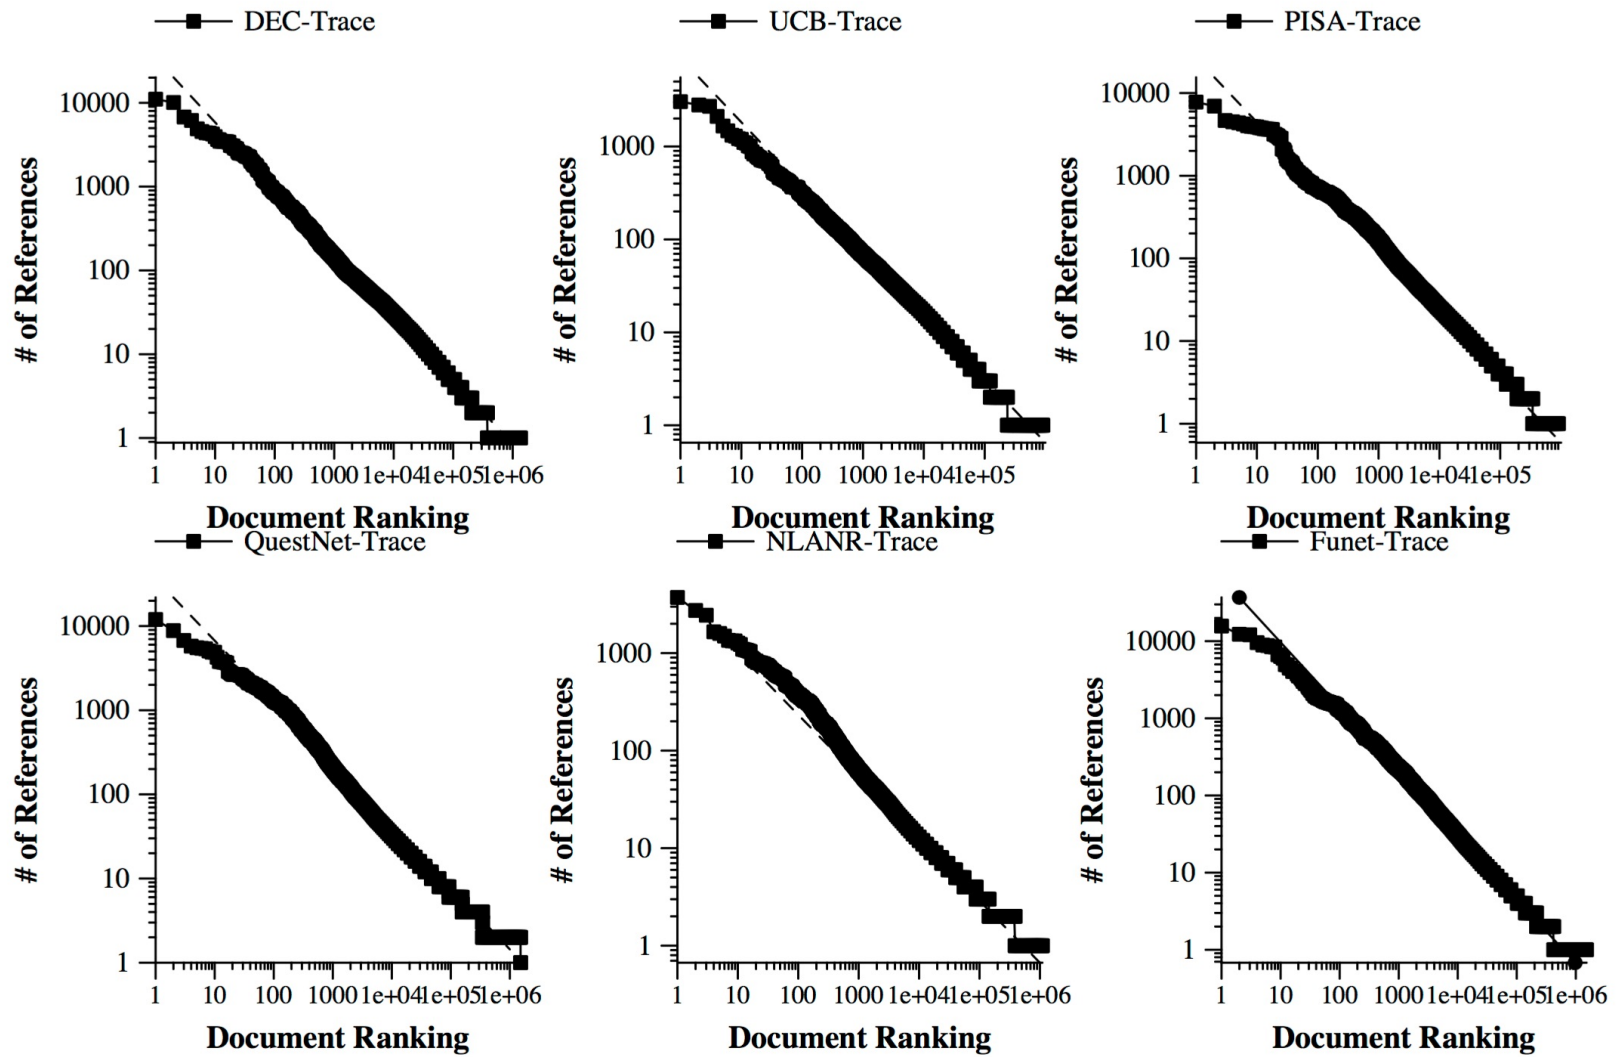 DEC-Trace
UCB-Trace
PISA-Trace
# of References
10000
1000
100
10
1
1 10 100 1000 1e+04 1e+05 1e+06
Document Ranking
# of References
1000
100
10
1
1 10 100 1000 1e+04 1e+05
Document Ranking
# of References
10000
1000
100
10
1
1 10 100 1000 1e+04 1e+05
Document Ranking
QuestNet-Trace
NLANR-Trace
Funet-Trace
# of References
10000
1000
100
10
1
1 10 100 1000 1e+04 1e+05 1e+06
Document Ranking
# of References
1000
100
10
1
1 10 100 1000 1e+04 1e+05 1e+06
Document Ranking
# of References
10000
1000
100
10
1
1 10 100 1000 1e+04 1e+05 1e+06
Document Ranking